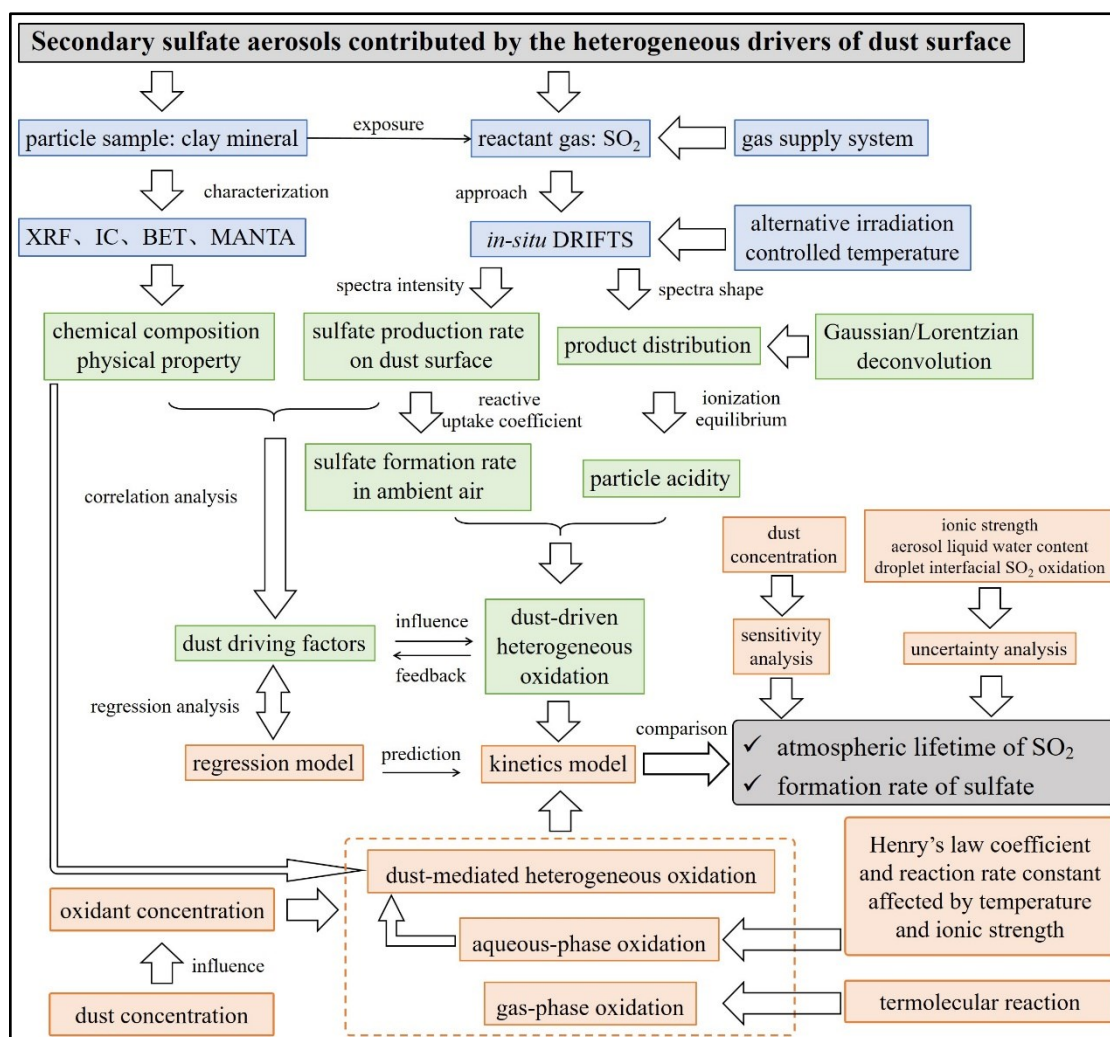 Secondary sulfate aerosols contributed by the heterogeneous drivers of dust surface
particle sample: clay mineral
exposure
reactant gas: SO₂
gas supply system
characterization
approach
XRF、IC、BET、MANTA
in-situ DRIFTS
alternative irradiation
controlled temperature
spectra intensity
spectra shape
chemical composition
physical property
sulfate production rate
on dust surface
product distribution
Gaussian/Lorentzian
deconvolution
reactive
uptake coefficient
ionization
equilibrium
sulfate formation rate
in ambient air
particle acidity
correlation analysis
dust
concentration
ionic strength
aerosol liquid water content
droplet interfacial SO₂ oxidation
dust driving factors
influence
feedback
dust-driven
heterogeneous
oxidation
sensitivity
analysis
uncertainty analysis
regression analysis
regression model
prediction
kinetics model
comparison
✓ atmospheric lifetime of SO₂
✓ formation rate of sulfate
dust-mediated heterogeneous oxidation
Henry's law coefficient
and reaction rate constant
affected by temperature
and ionic strength
oxidant concentration
aqueous-phase oxidation
influence
gas-phase oxidation
termolecular reaction
dust concentration